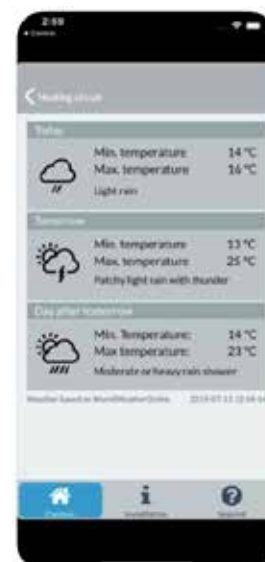 2:59
Heating circuit
Today
Min. temperature 14 °C
Max. temperature 16 °C
Light rain
Tomorrow
Min. temperature 13 °C
Max. temperature 25 °C
Patchy light rain with thunder
Day after tomorrow
Min. Temperature: 14 °C
Max temperature: 23 °C
Moderate or heavy rain shower
Weather based on WorldWeatherOnline
Control Installation Imprint